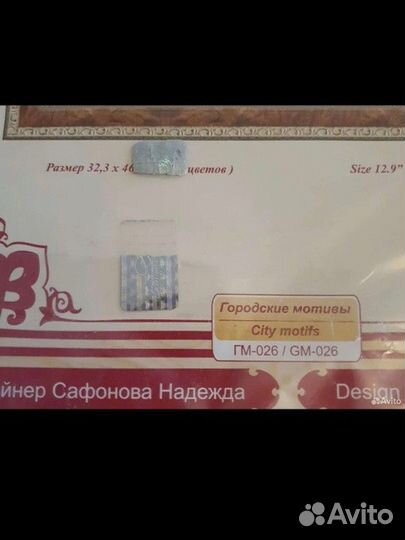 Размер 32,3 х 46 цветов )
Size 12.9"
Городские мотивы
City motifs
ГМ-026 / GM-026
йнер Сафонова Надежда
Design
Avito
Avito